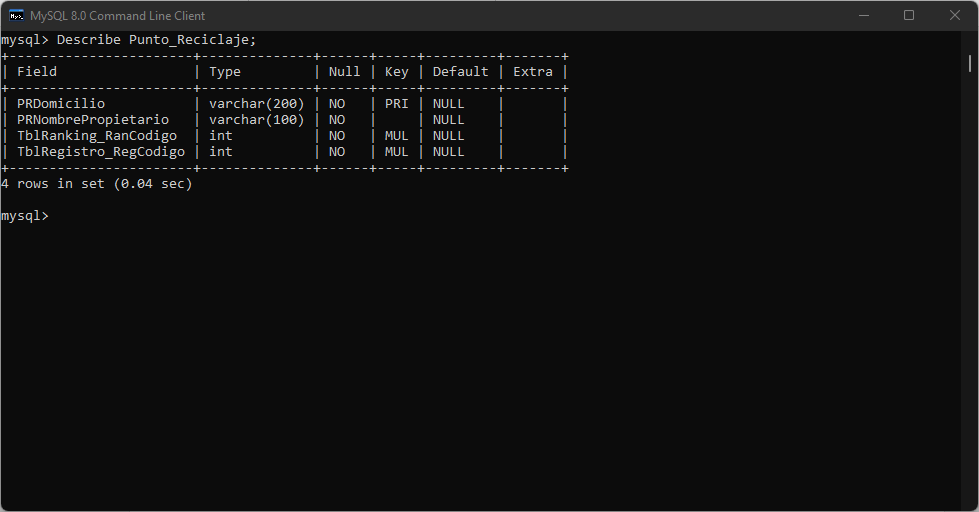 MySQL 8.0 Command Line Client
mysql> Describe Punto_Reciclaje;
+-----------------------+--------------+------+-----+---------+-------+
| Field                 | Type         | Null | Key | Default | Extra |
+-----------------------+--------------+------+-----+---------+-------+
| PRDomicilio           | varchar(200) | NO   | PRI | NULL    |       |
| PRNombrePropietario   | varchar(100) | NO   |     | NULL    |       |
| TblRanking_RanCodigo  | int          | NO   | MUL | NULL    |       |
| TblRegistro_RegCodigo | int          | NO   | MUL | NULL    |       |
+-----------------------+--------------+------+-----+---------+-------+
4 rows in set (0.04 sec)
mysql>